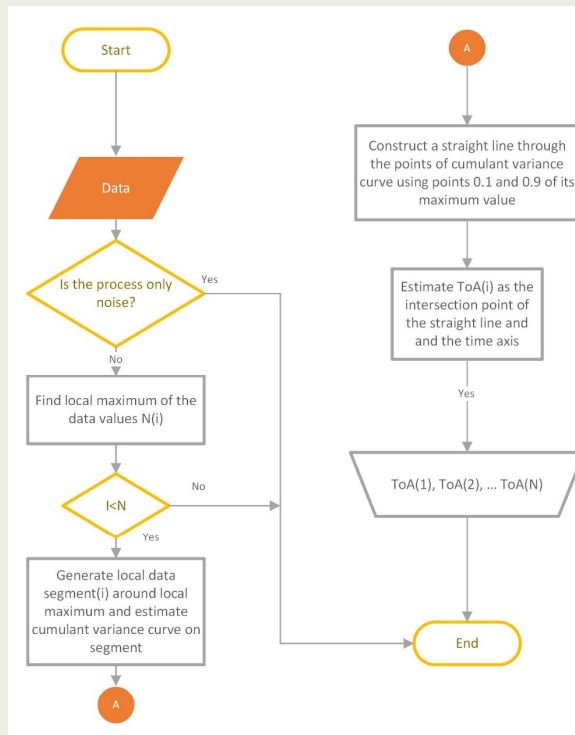 Start
Data
Is the process only
noise?
Yes
No
Find local maximum of the
data values N(i)
I<N
No
Yes
Generate local data
segment(i) around local
maximum and estimate
cumulant variance curve on
segment
A
A
Construct a straight line through
the points of cumulant variance
curve using points 0.1 and 0.9 of its
maximum value
Estimate ToA(i) as the
intersection point of
the straight line and
and the time axis
Yes
ToA(1), ToA(2), ... ToA(N)
End